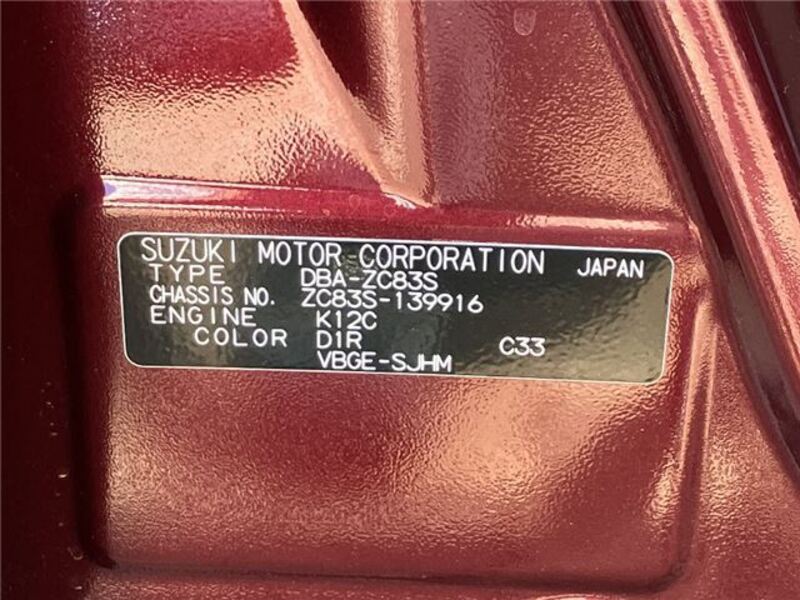 SUZUKI MOTOR CORPORATION JAPAN
TYPE DBA-ZC83S
CHASSIS NO. ZC83S-139916
ENGINE K12C
COLOR D1R C33
VBGE-SJHM